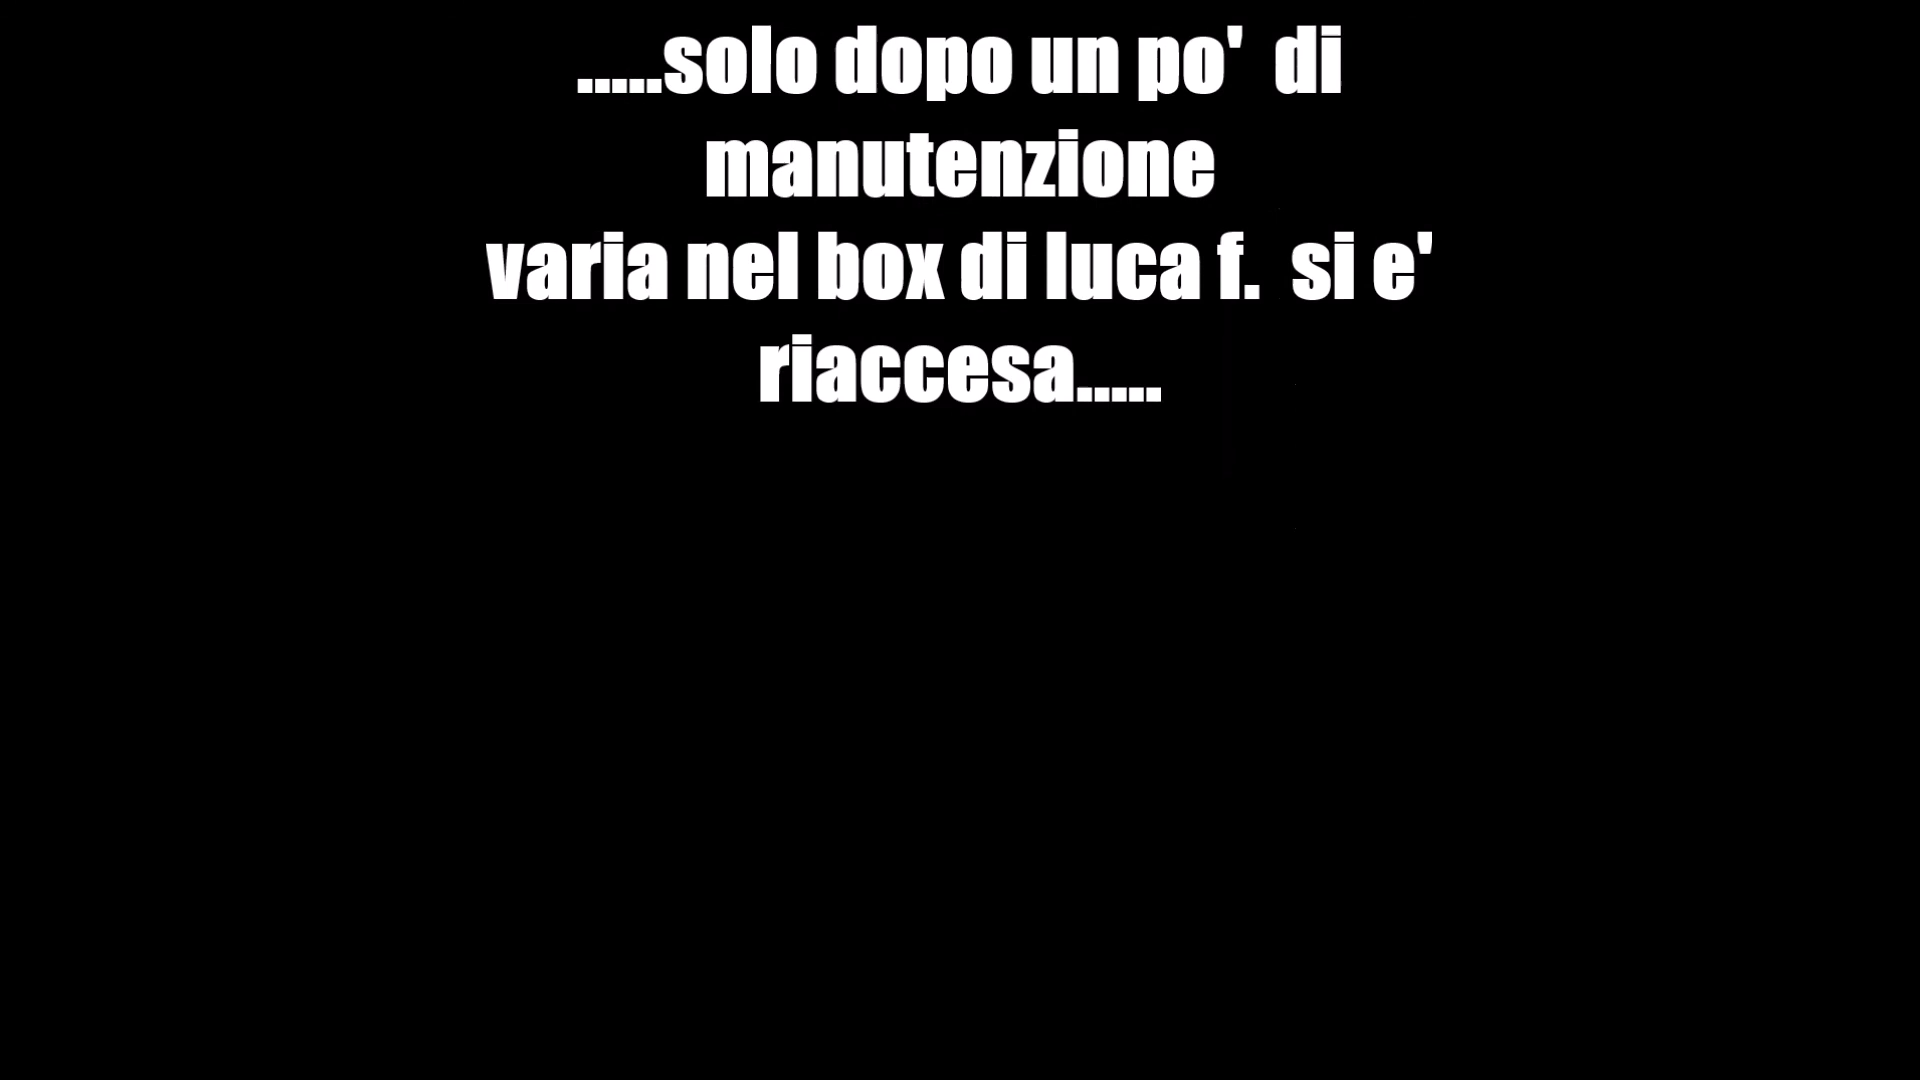 .....solo dopo un po'  di
manutenzione
varia nel box di luca f.  si e'
riaccesa.....